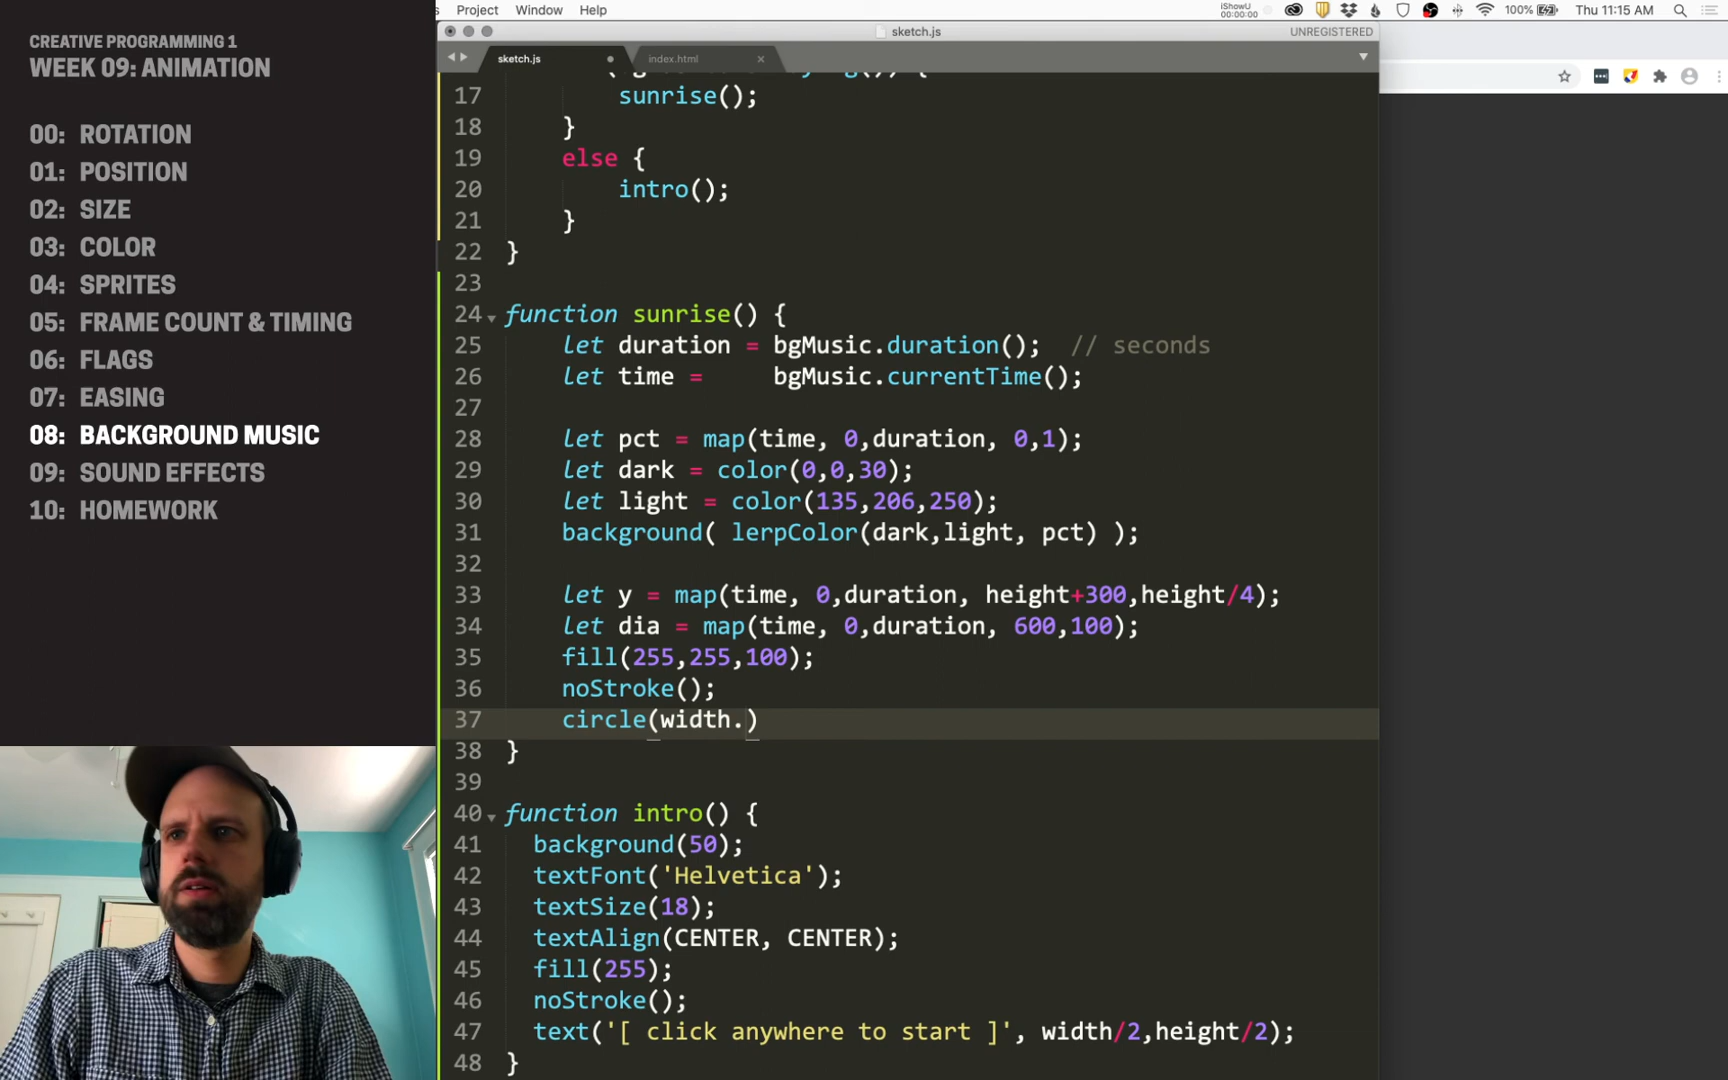 Project Window Help
iShowU
00:00:00
100%
Thu 11:15 AM
CREATIVE PROGRAMMING 1
WEEK 09: ANIMATION
00: ROTATION
01: POSITION
02: SIZE
03: COLOR
04: SPRITES
05: FRAME COUNT & TIMING
06: FLAGS
07: EASING
08: BACKGROUND MUSIC
09: SOUND EFFECTS
10: HOMEWORK
sketch.js
UNREGISTERED
sketch.js
index.html
17 sunrise();
18 }
19 else {
20 intro();
21 }
22 }
23
24 function sunrise() {
25 let duration = bgMusic.duration(); // seconds
26 let time = bgMusic.currentTime();
27
28 let pct = map(time, 0,duration, 0,1);
29 let dark = color(0,0,30);
30 let light = color(135,206,250);
31 background( lerpColor(dark,light, pct) );
32
33 let y = map(time, 0,duration, height+300,height/4);
34 let dia = map(time, 0,duration, 600,100);
35 fill(255,255,100);
36 noStroke();
37 circle(width.)
38 }
39
40 function intro() {
41 background(50);
42 textFont('Helvetica');
43 textSize(18);
44 textAlign(CENTER, CENTER);
45 fill(255);
46 noStroke();
47 text('[ click anywhere to start ]', width/2,height/2);
48 }